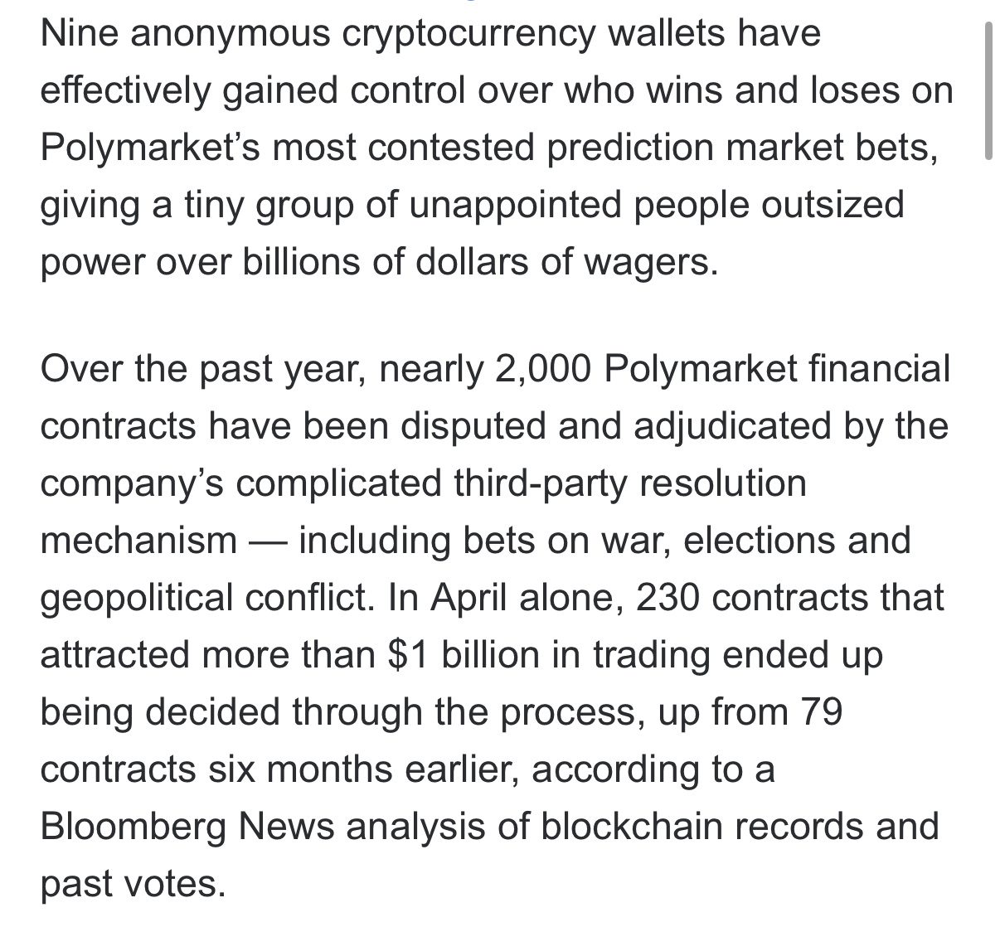 Nine anonymous cryptocurrency wallets have
effectively gained control over who wins and loses on
Polymarket’s most contested prediction market bets,
giving a tiny group of unappointed people outsized
power over billions of dollars of wagers.
Over the past year, nearly 2,000 Polymarket financial
contracts have been disputed and adjudicated by the
company’s complicated third-party resolution
mechanism — including bets on war, elections and
geopolitical conflict. In April alone, 230 contracts that
attracted more than $1 billion in trading ended up
being decided through the process, up from 79
contracts six months earlier, according to a
Bloomberg News analysis of blockchain records and
past votes.